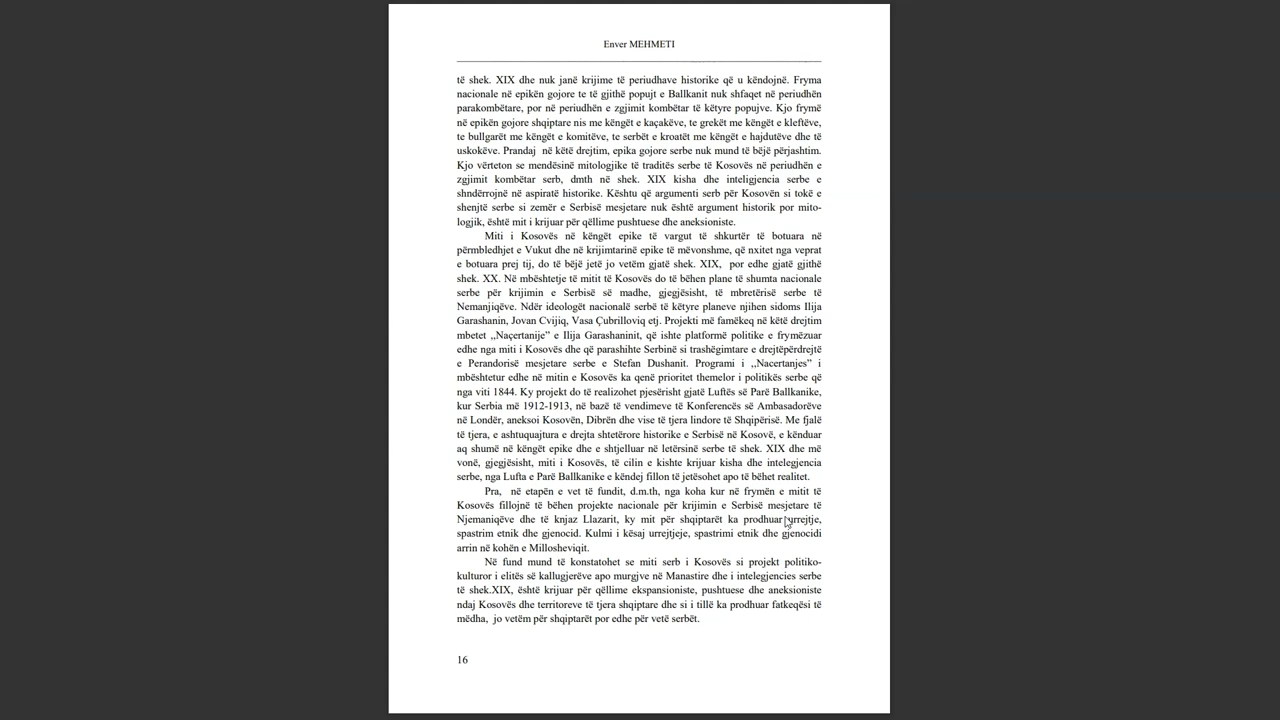 Enver MEHMETI
të shek. XIX dhe nuk janë krijime të periudhave historike që u këndojnë. Fryma
nacionale në epikën gojore te të gjithë popujt e Ballkanit nuk shfaqet në periudhën
parakombëtare, por në periudhën e zgjimit kombëtar të këtyre popujve. Kjo frymë
në epikën gojore shqiptare nis me këngët e kaçakëve, te grekët me këngët e kleftëve,
te bullgarët me këngët e komitëve, te serbët e kroatët me këngët e hajdutëve dhe të
uskokëve. Prandaj në këtë drejtim, epika gojore serbe nuk mund të bëjë përjashtim.
Kjo vërteton se mendësinë mitologjike të traditës serbe të Kosovës në periudhën e
zgjimit kombëtar serb, dmth në shek. XIX kisha dhe inteligjencia serbe e
shndërrojnë në aspiratë historike. Kështu që argumenti serb për Kosovën si tokë e
shenjtë serbe si zemër e Serbisë mesjetare nuk është argument historik por mito-
logjik, është mit i krijuar për qëllime pushtuese dhe aneksioniste.
Miti i Kosovës në këngët epike të vargut të shkurtër të botuara në
përmbledhjet e Vukut dhe në krijimtarinë epike të mëvonshme, që nxitet nga veprat
e botuara prej tij, do të bëjë jetë jo vetëm gjatë shek. XIX, por edhe gjatë gjithë
shek. XX. Në mbështetje të mitit të Kosovës do të bëhen plane të shumta nacionale
serbe për krijimin e Serbisë së madhe, gjegjësisht, të mbretërisë serbe të
Nemanjiqëve. Ndër ideologët nacionalë serbë të këtyre planeve njihen sidoms Ilija
Garashanin, Jovan Cvijiq, Vasa Çubrilloviq etj. Projekti më famëkeq në këtë drejtim
mbetet ,,Naçertanije” e Ilija Garashaninit, që ishte platformë politike e frymëzuar
edhe nga miti i Kosovës dhe që parashihte Serbinë si trashëgimtare e drejtëpërdrejtë
e Perandorisë mesjetare serbe e Stefan Dushanit. Programi i ,,Nacertanjes” i
mbështetur edhe në mitin e Kosovës ka qenë prioritet themelor i politikës serbe që
nga viti 1844. Ky projekt do të realizohet pjesërisht gjatë Luftës së Parë Ballkanike,
kur Serbia më 1912-1913, në bazë të vendimeve të Konferencës së Ambasadorëve
në Londër, aneksoi Kosovën, Dibrën dhe vise të tjera lindore të Shqipërisë. Me fjalë
të tjera, e ashtuquajtura e drejta shtetërore historike e Serbisë në Kosovë, e kënduar
aq shumë në këngët epike dhe e shtjelluar në letërsinë serbe të shek. XIX dhe më
vonë, gjegjësisht, miti i Kosovës, të cilin e kishte krijuar kisha dhe intelegjencia
serbe, nga Lufta e Parë Ballkanike e këndej fillon të jetësohet apo të bëhet realitet.
Pra, në etapën e vet të fundit, d.m.th, nga koha kur në frymën e mitit të
Kosovës fillojnë të bëhen projekte nacionale për krijimin e Serbisë mesjetare të
Njemaniqëve dhe të knjaz Llazarit, ky mit për shqiptarët ka prodhuar urrejtje,
spastrim etnik dhe gjenocid. Kulmi i kësaj urrejtjeje, spastrimi etnik dhe gjenocidi
arrin në kohën e Millosheviqit.
Në fund mund të konstatohet se miti serb i Kosovës si projekt politiko-
kulturor i elitës së kallugjerëve apo murgjve në Manastire dhe i intelegjencies serbe
të shek.XIX, është krijuar për qëllime ekspansioniste, pushtuese dhe aneksioniste
ndaj Kosovës dhe territoreve të tjera shqiptare dhe si i tillë ka prodhuar fatkeqësi të
mëdha, jo vetëm për shqiptarët por edhe për vetë serbët.
16